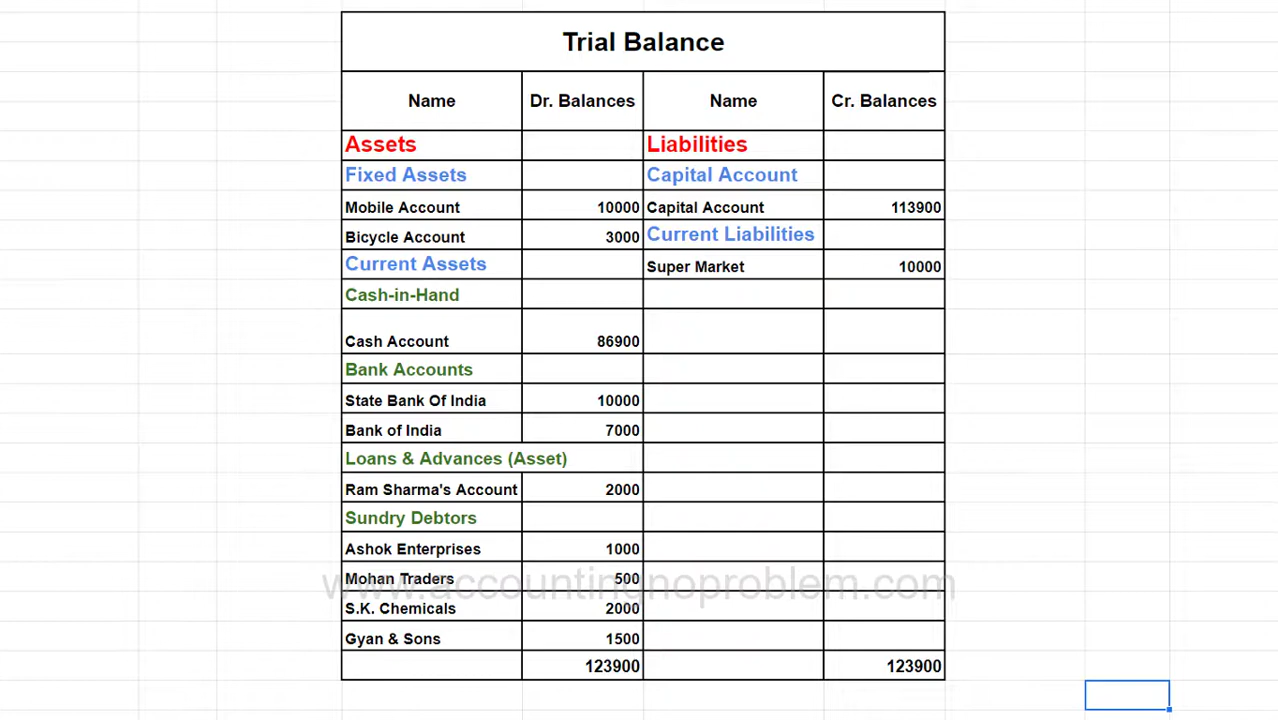 Trial Balance
Name Dr. Balances Name Cr. Balances
Assets Liabilities
Fixed Assets Capital Account
Mobile Account 10000 Capital Account 113900
Bicycle Account 3000 Current Liabilities
Current Assets Super Market 10000
Cash-in-Hand
Cash Account 86900
Bank Accounts
State Bank Of India 10000
Bank of India 7000
Loans & Advances (Asset)
Ram Sharma's Account 2000
Sundry Debtors
Ashok Enterprises 1000
Mohan Traders 500
www.accountingnoproblem.com
S.K. Chemicals 2000
Gyan & Sons 1500
123900 123900